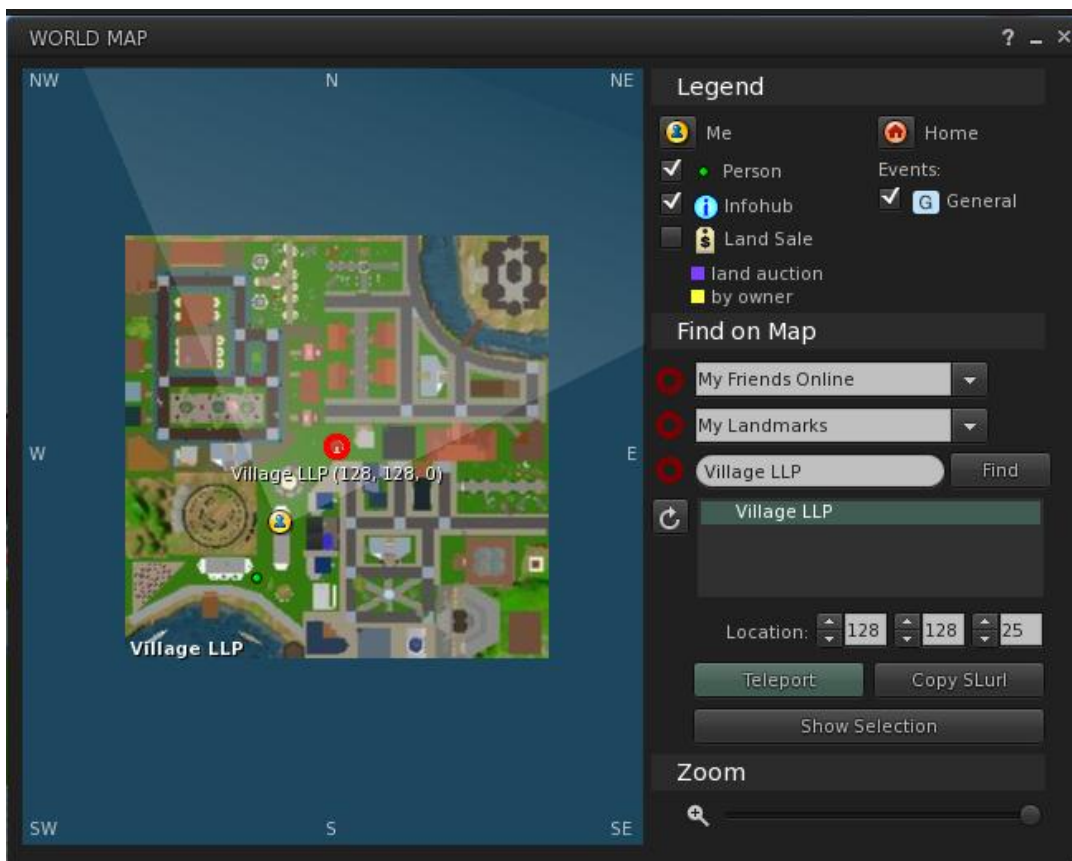 WORLD MAP
? _ ×
NW N NE
W E
Village LLP (128, 128, 0)
Village LLP
SW S SE
Legend
Me
Home
Person
Events:
Infohub
G General
$ Land Sale
land auction
by owner
Find on Map
My Friends Online
My Landmarks
Village LLP
Find
Village LLP
Location: 128 128 25
Teleport
Copy SLurl
Show Selection
Zoom